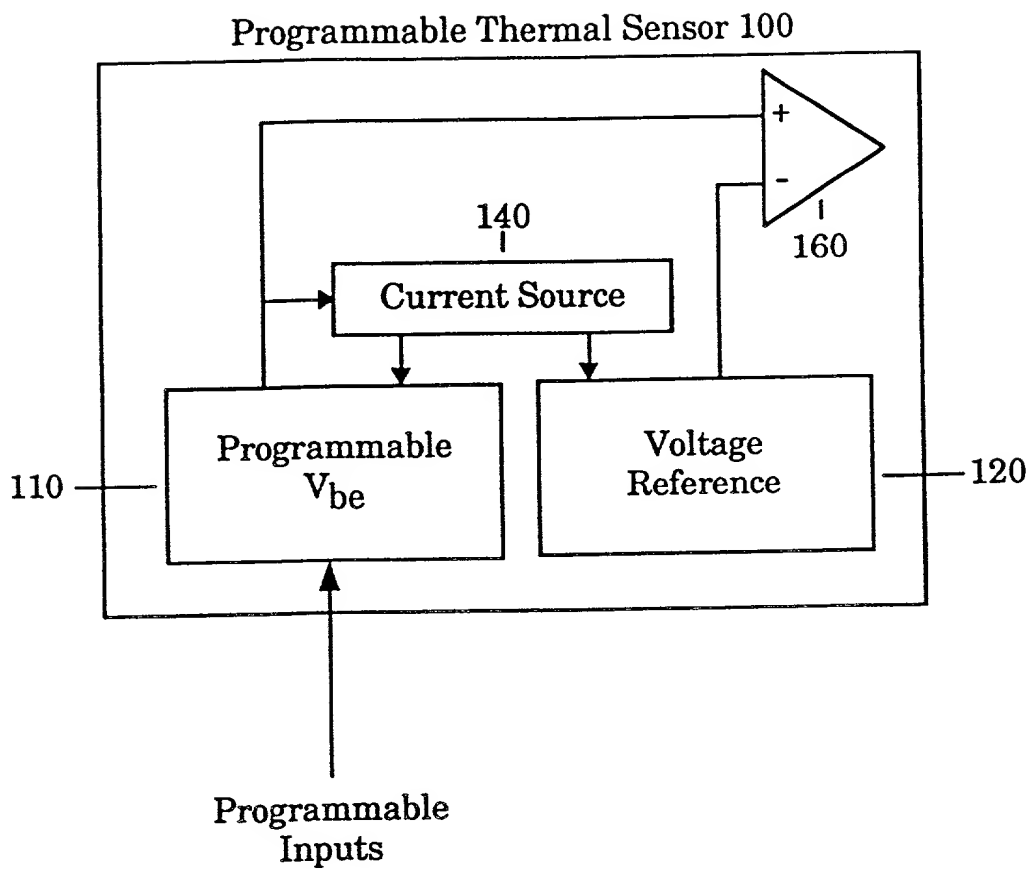 Programmable Thermal Sensor 100
+
-
160
140
Current Source
Programmable
Vbe
110
Voltage
Reference
120
Programmable
Inputs